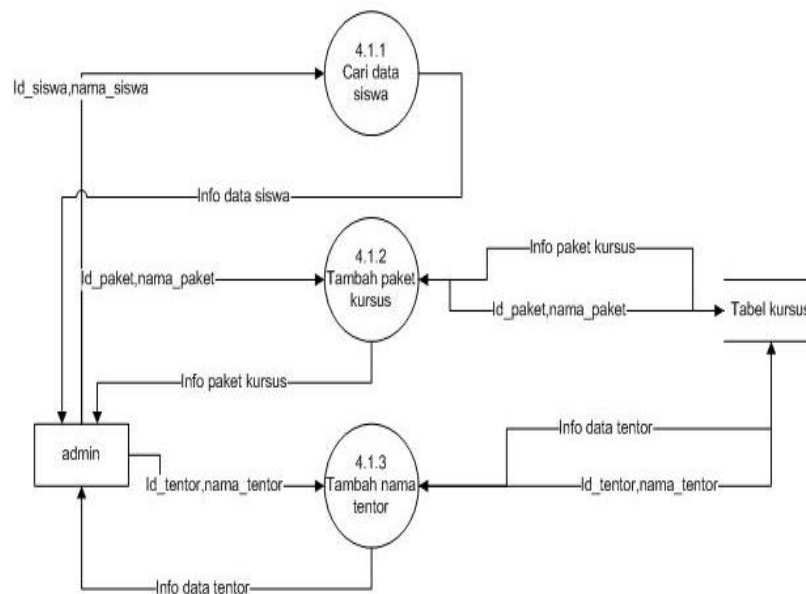 4.1.1
Cari data
siswa
Id_siswa,nama_siswa
Info data siswa
4.1.2
Tambah paket
kursus
Id_paket,nama_paket
Info paket kursus
Id_paket,nama_paket
Tabel kursus
Info paket kursus
admin
4.1.3
Tambah nama
tentor
Id_tentor,nama_tentor
Info data tentor
Id_tentor,nama_tentor
Info data tentor